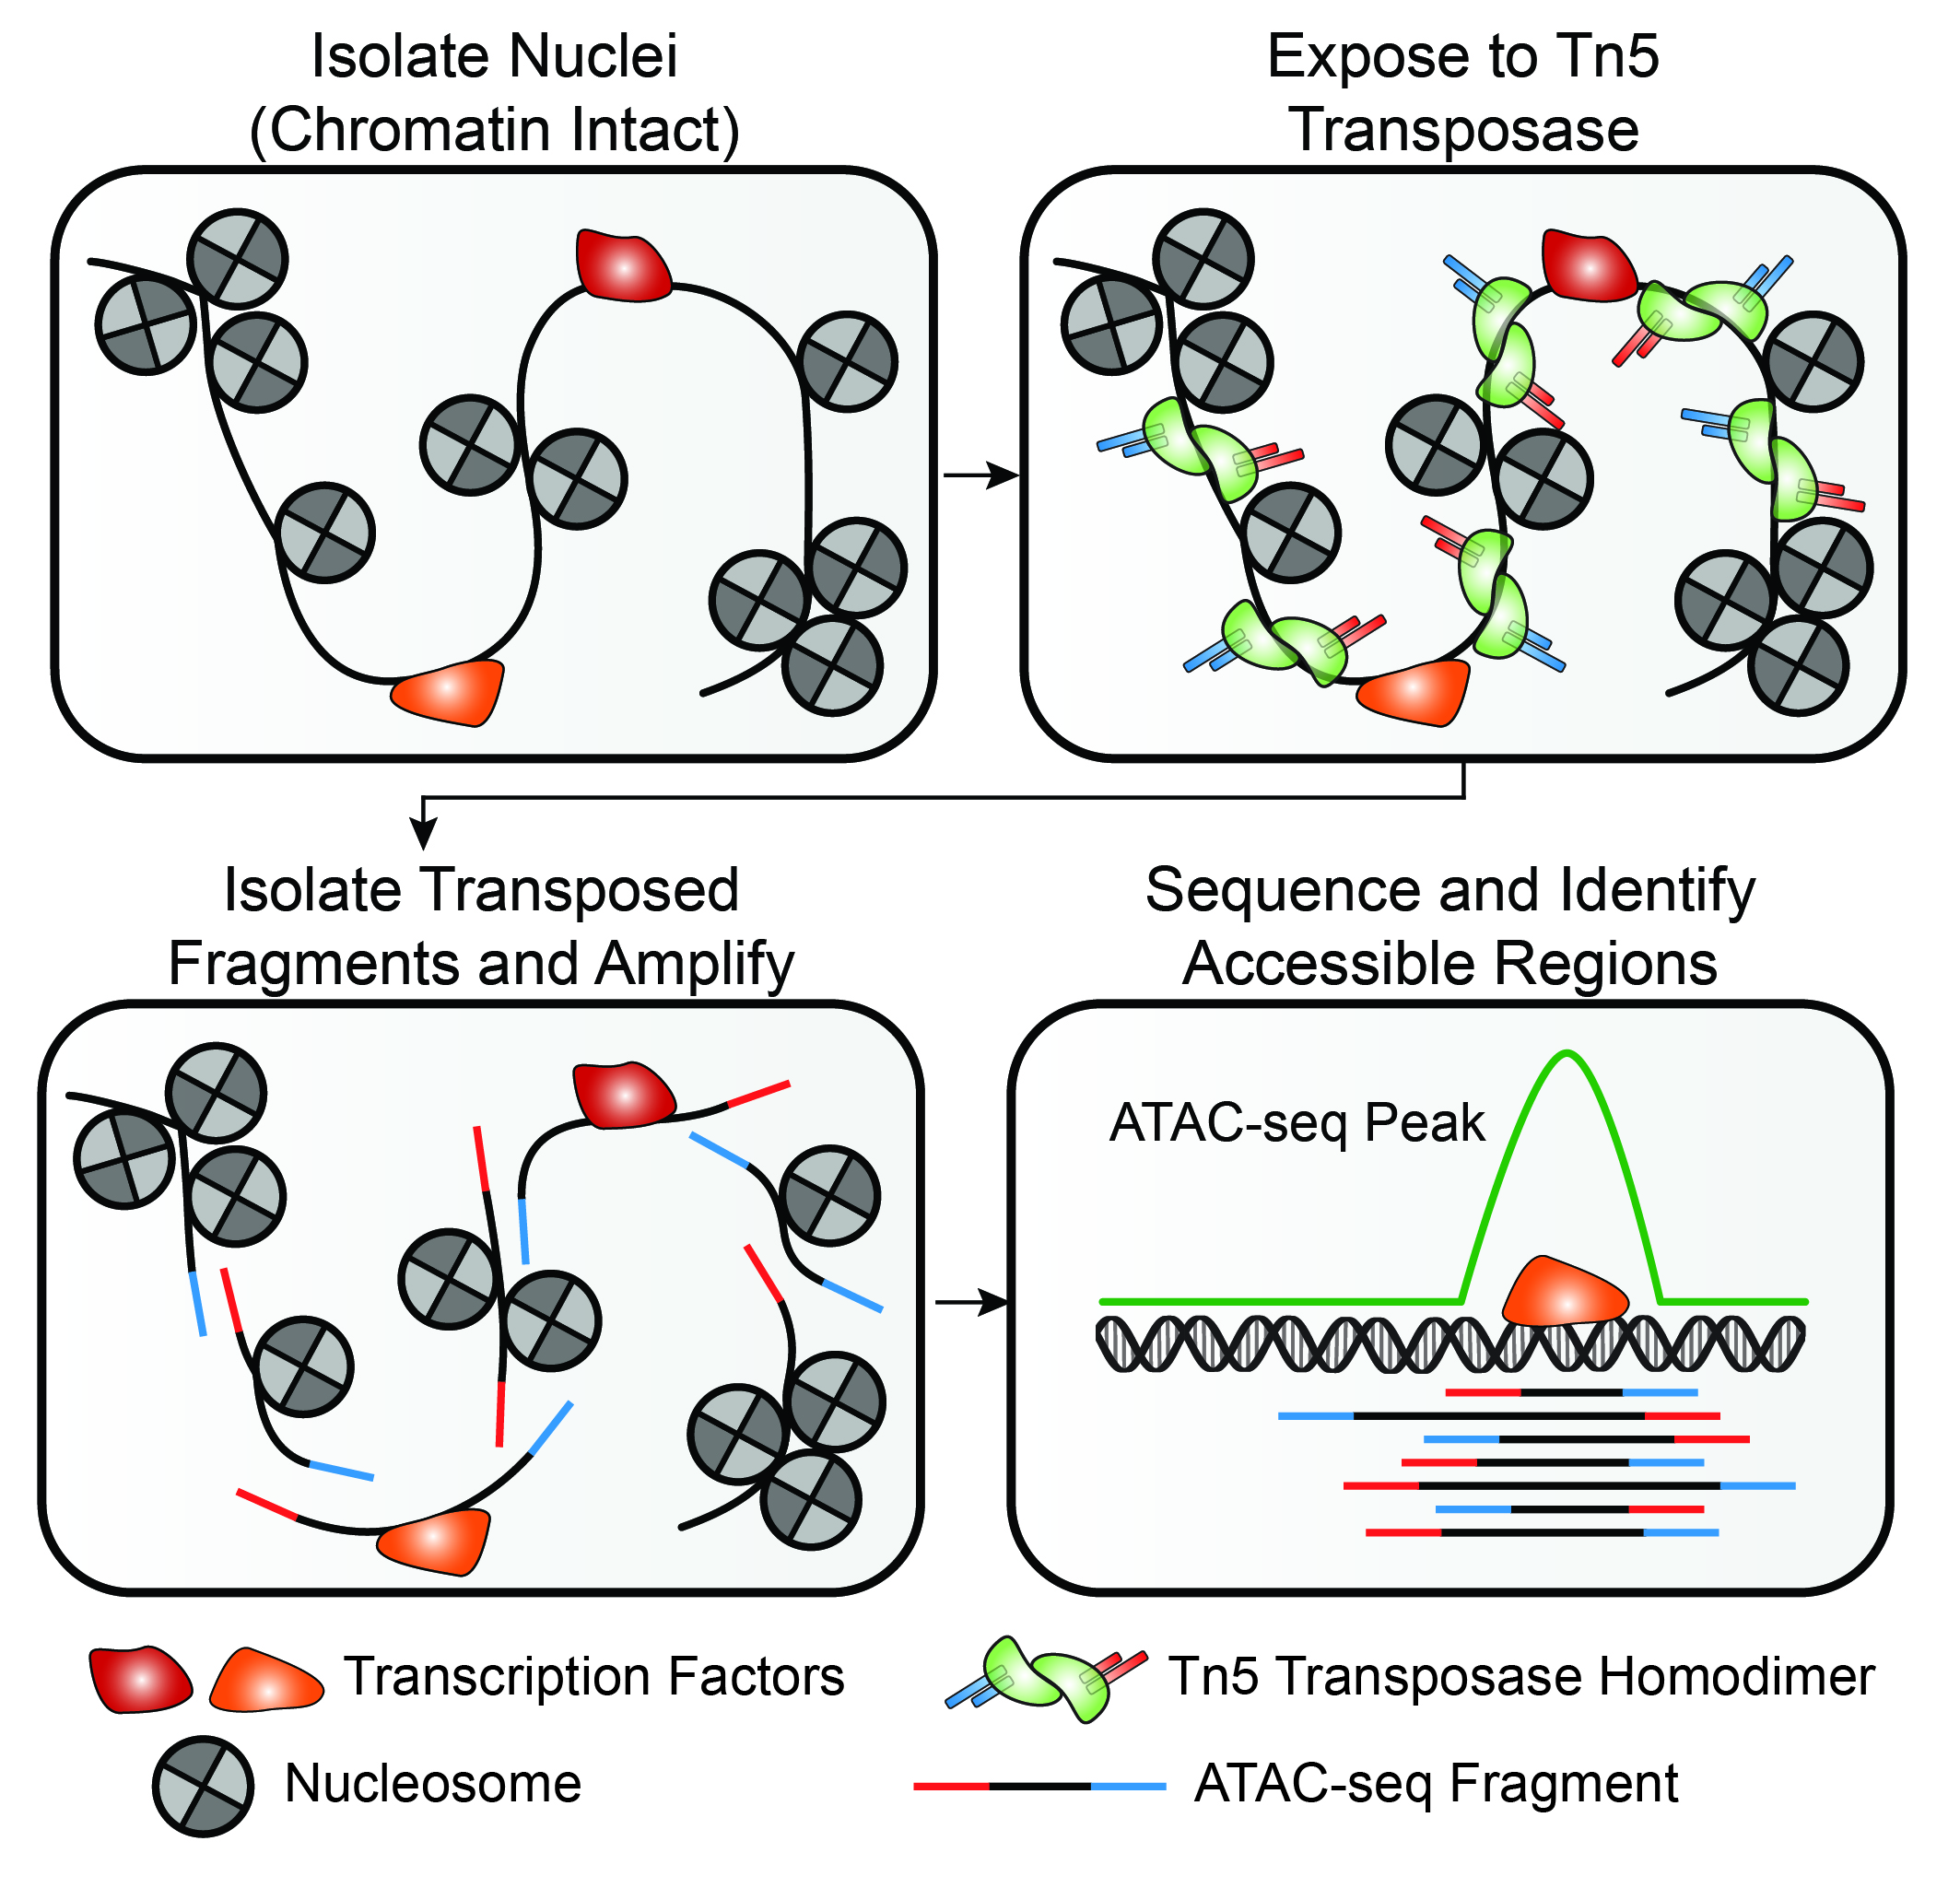 Isolate Nuclei
(Chromatin Intact)
Expose to Tn5
Transposase
Isolate Transposed
Fragments and Amplify
Sequence and Identify
Accessible Regions
ATAC-seq Peak
Transcription Factors
Tn5 Transposase Homodimer
Nucleosome
ATAC-seq Fragment